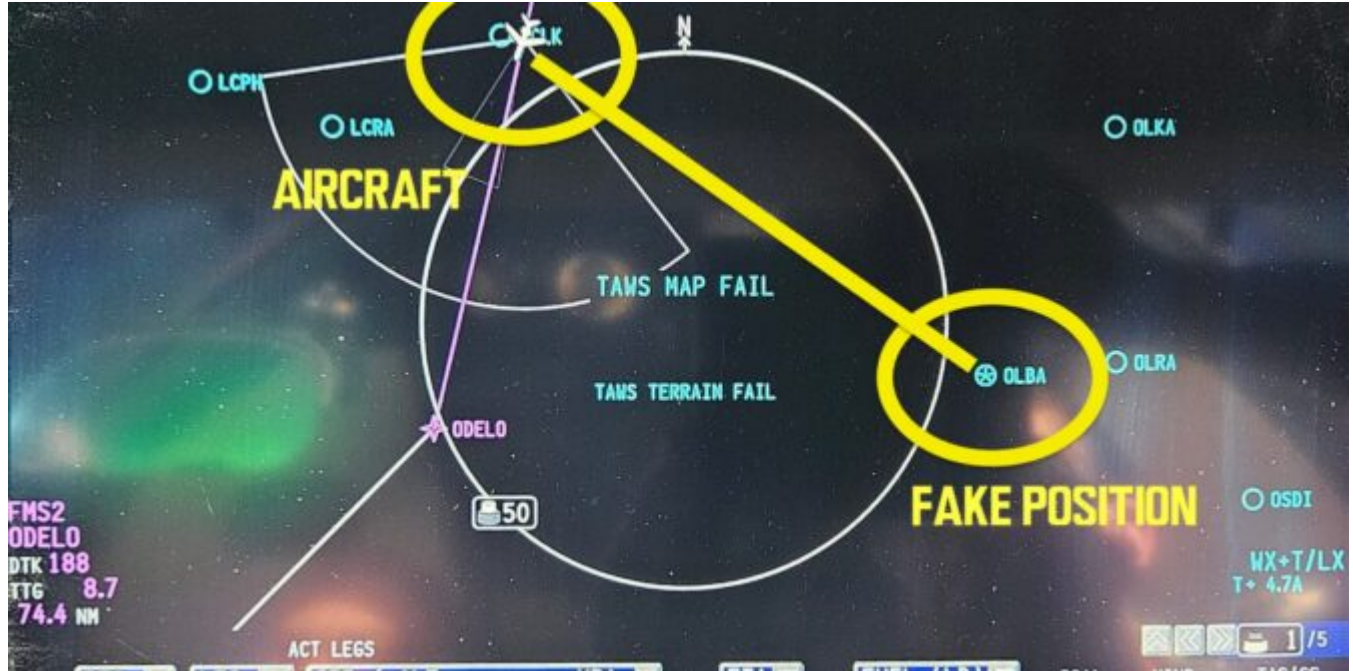 N
LCLK
LCPH
LCRA
OLKA
AIRCRAFT
TAWS MAP FAIL
OLBA
OLRA
TAWS TERRAIN FAIL
ODELO
FAKE POSITION
50
OSDI
FMS2
ODELO
DTK 188
TTG 8.7
74.4 NM
WX+T/LX
T+ 4.7A
ACT LEGS
1 /5